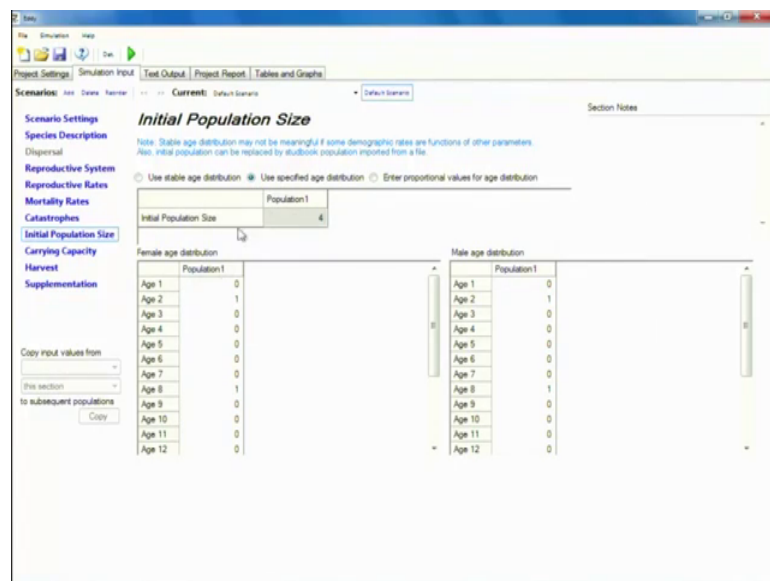 File Simulation Help
Project Settings Simulation Input Text Output Project Report Tables and Graphs
Scenarios: Add Delete Reorder << >> Current: Default Scenario Default Scenario
Section Notes
Scenario Settings
Species Description
Dispersal
Reproductive System
Reproductive Rates
Mortality Rates
Catastrophes
Initial Population Size
Carrying Capacity
Harvest
Supplementation
Copy input values from
this section
to subsequent populations
Copy
Initial Population Size
Note: Stable age distribution may not be meaningful if some demographic rates are functions of other parameters.
Also, initial population can be replaced by studbook population imported from a file.
Use stable age distribution Use specified age distribution Enter proportional values for age distribution
Population1
Initial Population Size 4
Female age distribution
Population1
Age 1 0
Age 2 1
Age 3 0
Age 4 0
Age 5 0
Age 6 0
Age 7 0
Age 8 1
Age 9 0
Age 10 0
Age 11 0
Age 12 0
Male age distribution
Population1
Age 1 0
Age 2 1
Age 3 0
Age 4 0
Age 5 0
Age 6 0
Age 7 0
Age 8 1
Age 9 0
Age 10 0
Age 11 0
Age 12 0